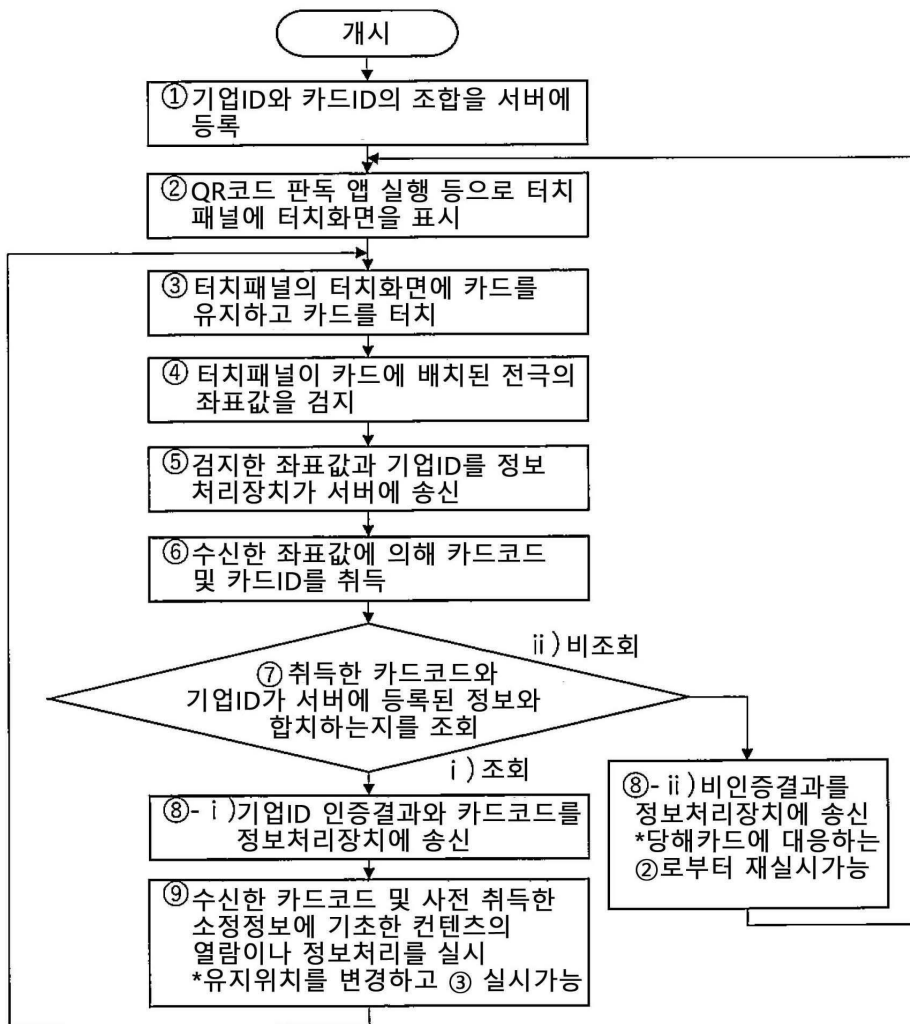 개시
①기업ID와 카드ID의 조합을 서버에
등록
②QR코드 판독 앱 실행 등으로 터치
패널에 터치화면을 표시
③터치패널의 터치화면에 카드를
유지하고 카드를 터치
④ 터치패널이 카드에 배치된 전극의
좌표값을 검지
⑤검지한 좌표값과 기업ID를 정보
처리장치가 서버에 송신
⑥수신한 좌표값에 의해 카드코드
및 카드ID를 취득
ⅱ)비조회
⑦취득한 카드코드와
기업ID가 서버에 등록된 정보와
합치하는지를 조회
ⅰ)조회
⑧-ⅰ)기업ID 인증결과와 카드코드를
정보처리장치에 송신
⑧-ⅱ)비인증결과를
정보처리장치에 송신
*당해카드에 대응하는
②로부터 재실시가능
⑨ 수신한 카드코드 및 사전 취득한
소정정보에 기초한 컨텐츠의
열람이나 정보처리를 실시
*유지위치를 변경하고 ③ 실시가능